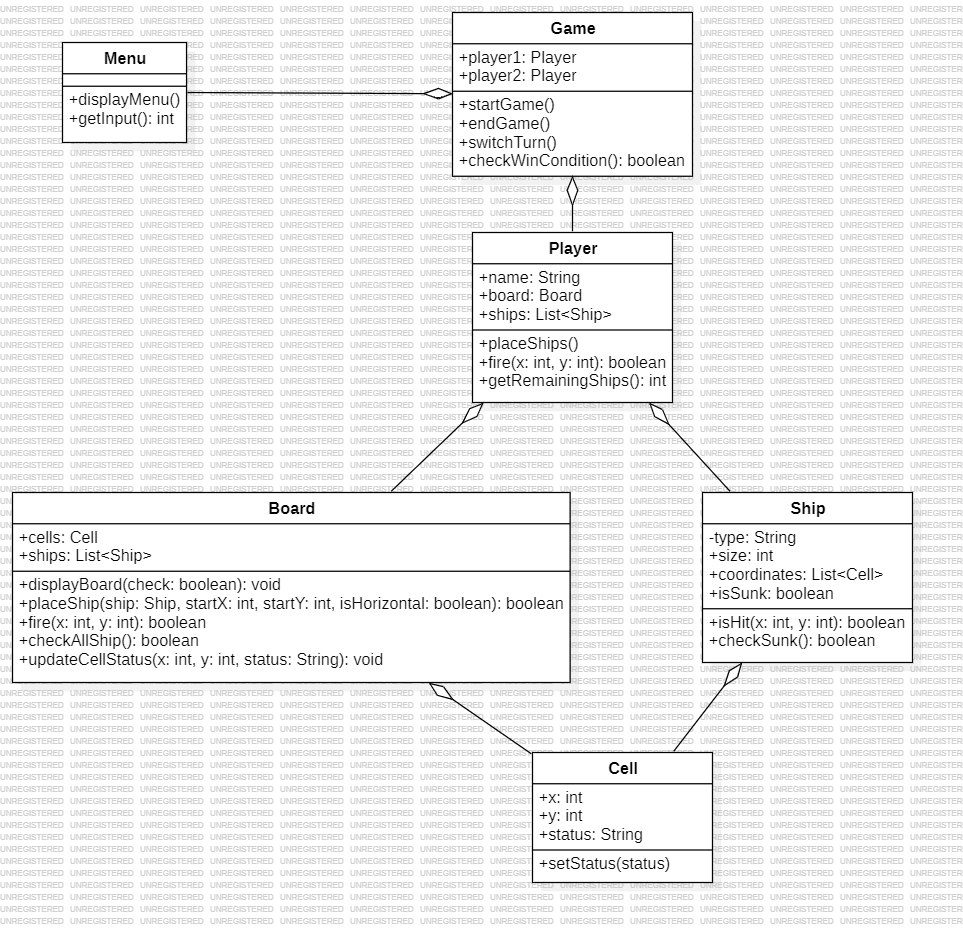 Game
+player1: Player
+player2: Player
+startGame()
+endGame()
+switchTurn()
+checkWinCondition(): boolean
Menu
+displayMenu()
+getInput(): int
Player
+name: String
+board: Board
+ships: List<Ship>
+placeShips()
+fire(x: int, y: int): boolean
+getRemainingShips(): int
Board
+cells: Cell
+ships: List<Ship>
+displayBoard(check: boolean): void
+placeShip(ship: Ship, startX: int, startY: int, isHorizontal: boolean): boolean
+fire(x: int, y: int): boolean
+checkAllShip(): boolean
+updateCellStatus(x: int, y: int, status: String): void
Ship
-type: String
+size: int
+coordinates: List<Cell>
+isSunk: boolean
+isHit(x: int, y: int): boolean
+checkSunk(): boolean
Cell
+x: int
+y: int
+status: String
+setStatus(status)
UNREGISTERED